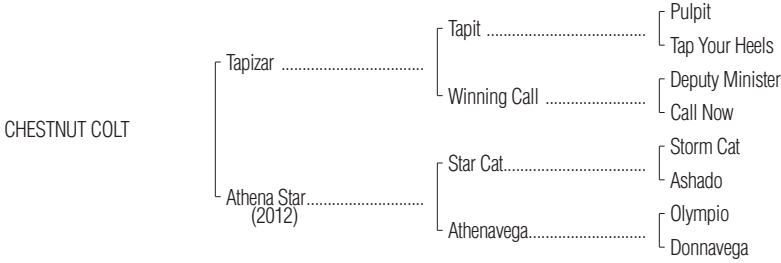 Pulpit
Tapit ....................................
Tap Your Heels
Tapizar .................................
Deputy Minister
Winning Call .........................
Call Now
CHESTNUT COLT
Storm Cat
Star Cat...................................
Ashado
Athena Star...........................
(2012)
Olympio
Athenavega.............................
Donnavega